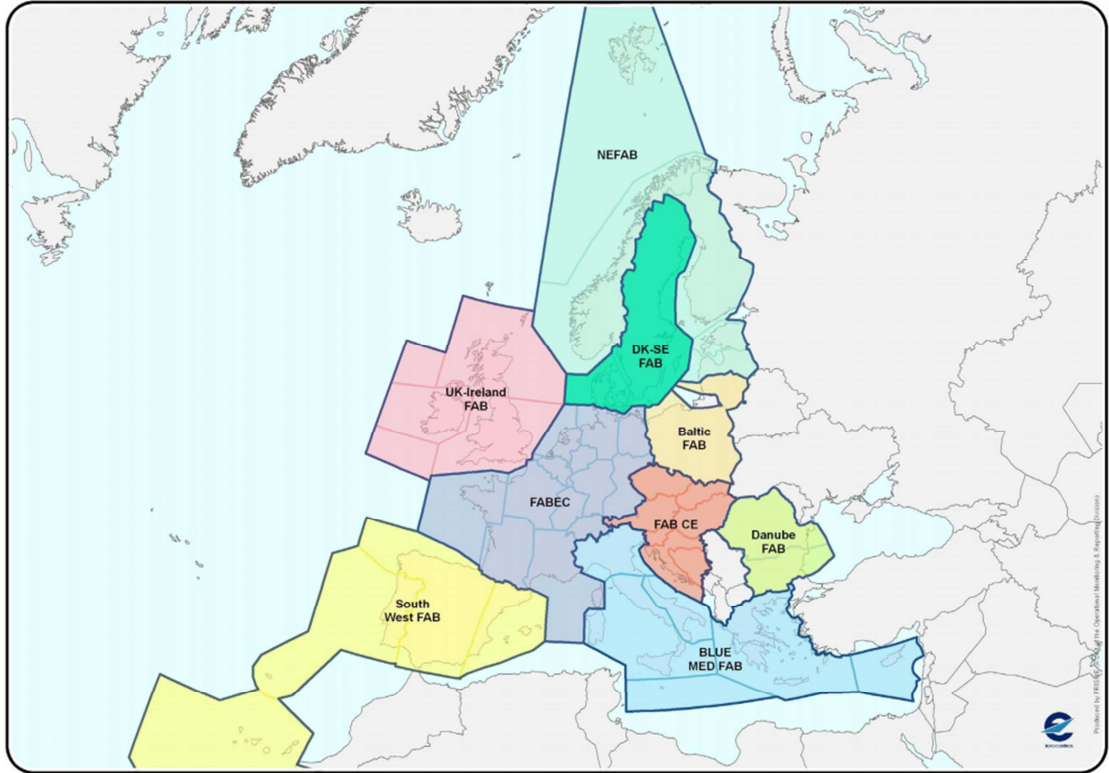 NEFAB
DK-SE
FAB
UK-Ireland
FAB
Baltic
FAB
FABEC
FAB CE
Danube
FAB
South
West FAB
BLUE
MED FAB
EUROCONTROL